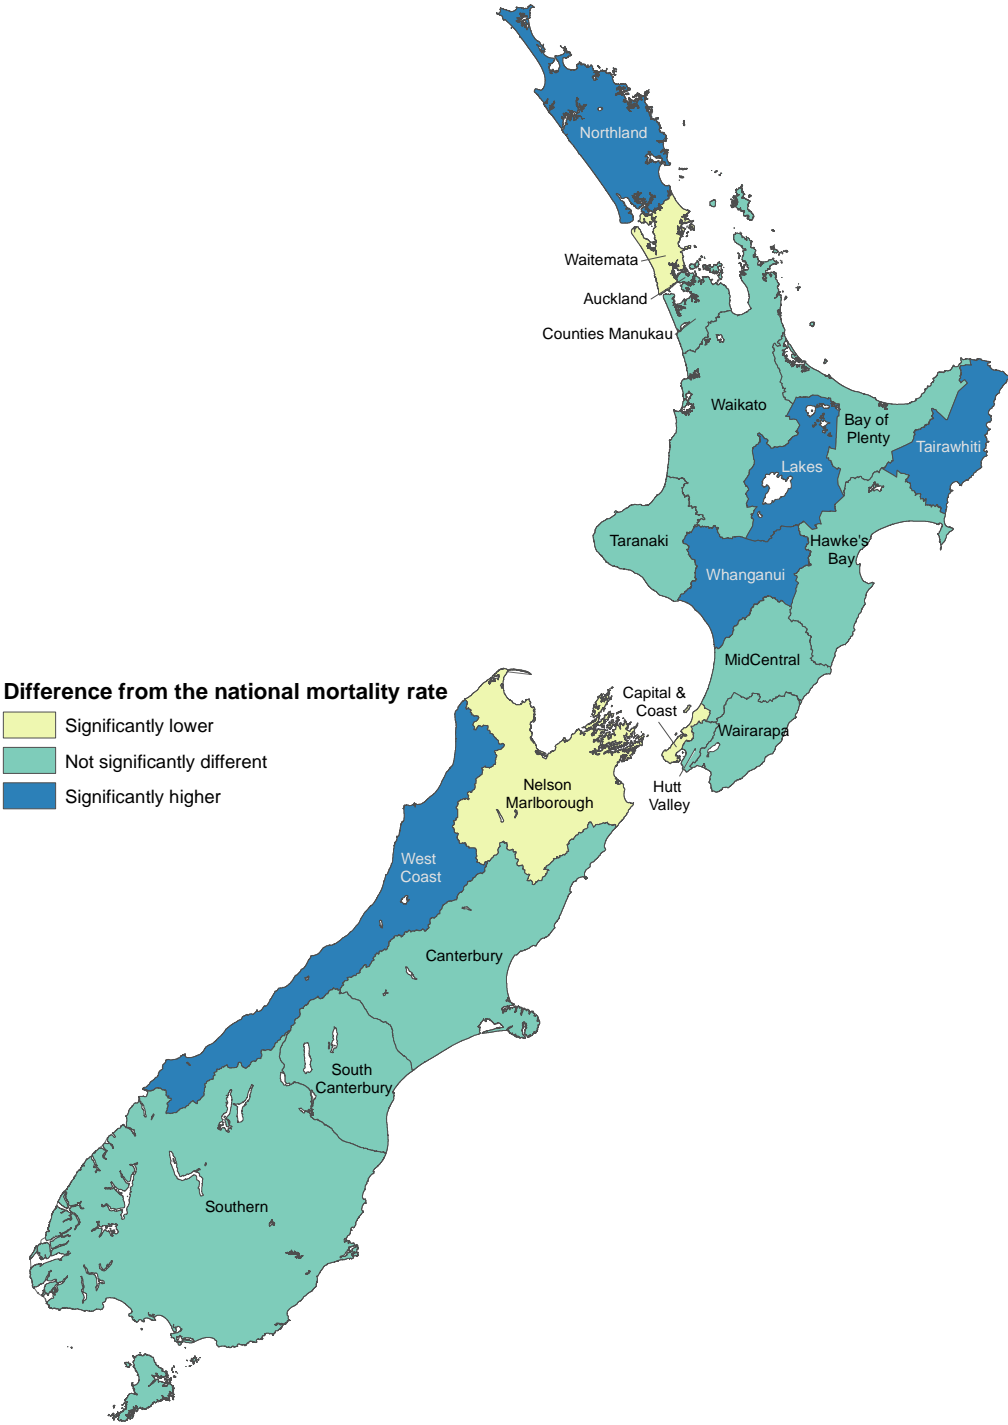 Northland
Waitemata
Auckland
Counties Manukau
Waikato
Bay of
Plenty
Tairawhiti
Lakes
Taranaki
Hawke's
Bay
Whanganui
MidCentral
Difference from the national mortality rate
Significantly lower
Not significantly different
Significantly higher
Capital &
Coast
Wairarapa
Hutt
Valley
Nelson
Marlborough
West
Coast
Canterbury
South
Canterbury
Southern